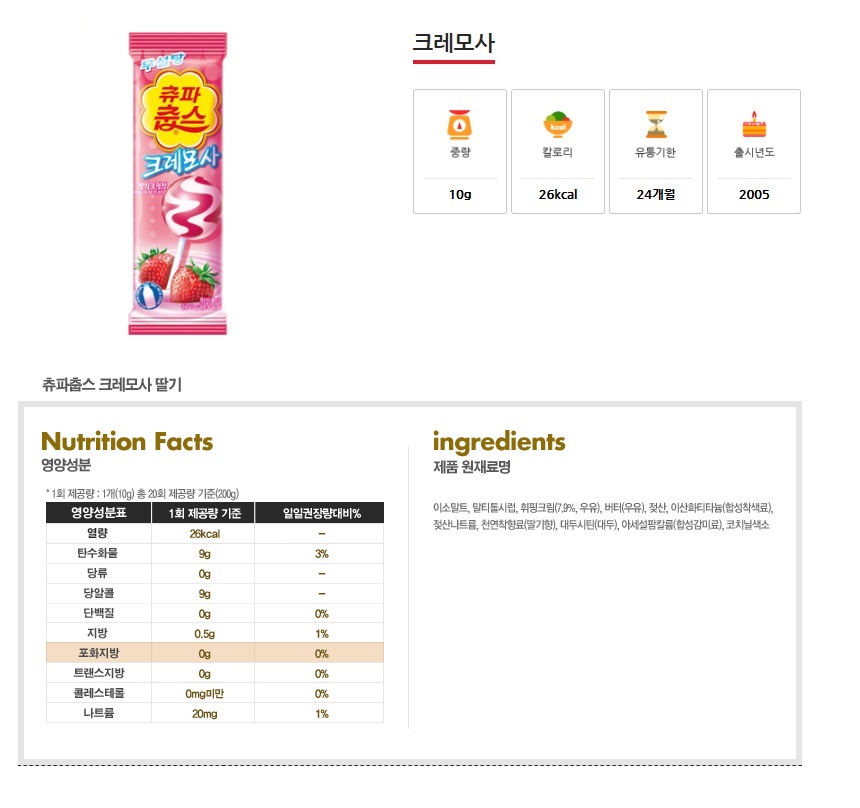 크레모사
무설탕
츄파
춥스
크레모사
중량
칼로리
유통기한
출시년도
10g
26kcal
24개월
2005
츄파춥스 크레모사 딸기
Nutrition Facts
영양성분
* 1회 제공량 : 1개(10g) 총 20회 제공량 기준(200g)
영양성분표 1회 제공량 기준 일일권장량대비%
열량 26kcal –
탄수화물 9g 3%
당류 0g –
당알콜 9g –
단백질 0g 0%
지방 0.5g 1%
포화지방 0g 0%
트랜스지방 0g 0%
콜레스테롤 0mg미만 0%
나트륨 20mg 1%
ingredients
제품 원재료명
이소말트, 말티톨시럽, 휘핑크림(7.9%, 우유), 버터(우유), 젖산, 이산화티타늄(합성착색료),
젖산나트륨, 천연착향료(딸기향), 대두시틴(대두), 아세설팜칼륨(합성감미료), 코치닐색소